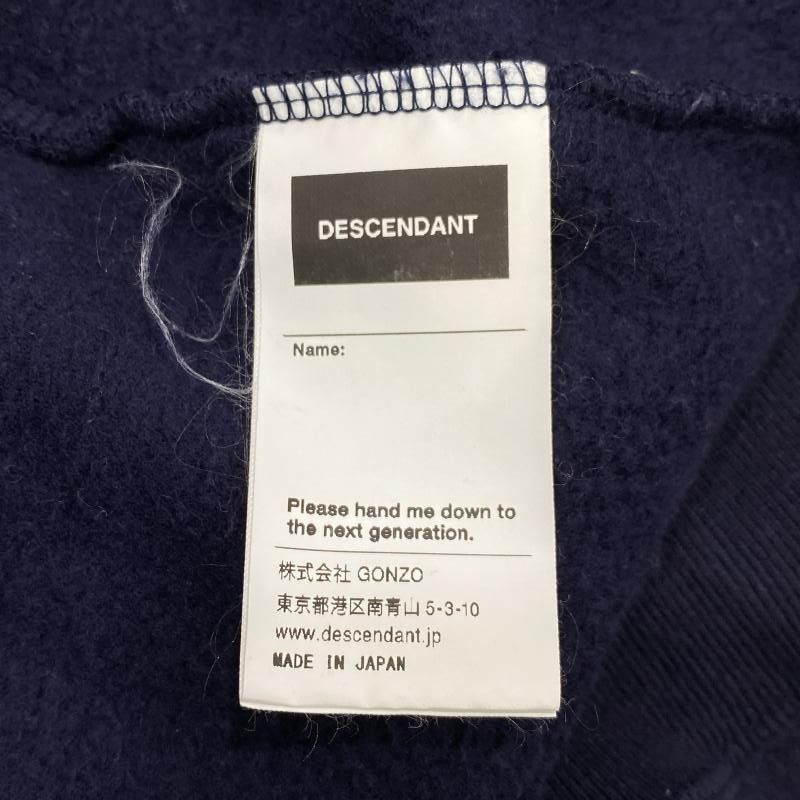 DESCENDANT
Name:
Please hand me down to
the next generation.
株式会社 GONZO
東京都港区南青山 5-3-10
www.descendant.jp
MADE IN JAPAN